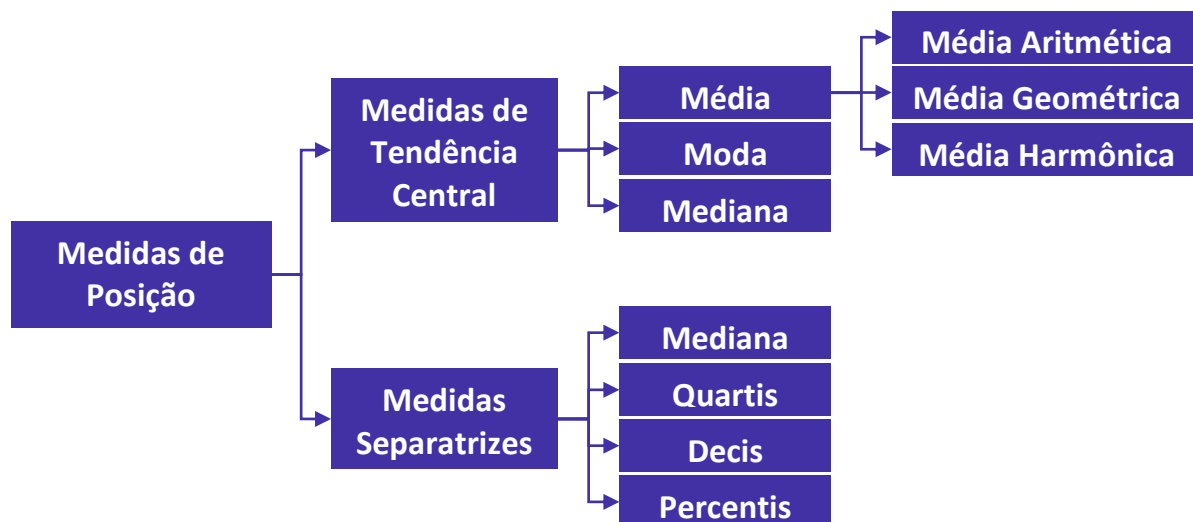 Medidas de
Posição
Medidas de
Tendência
Central
Média
Moda
Mediana
Média Aritmética
Média Geométrica
Média Harmônica
Medidas
Separatrizes
Mediana
Quartis
Decis
Percentis